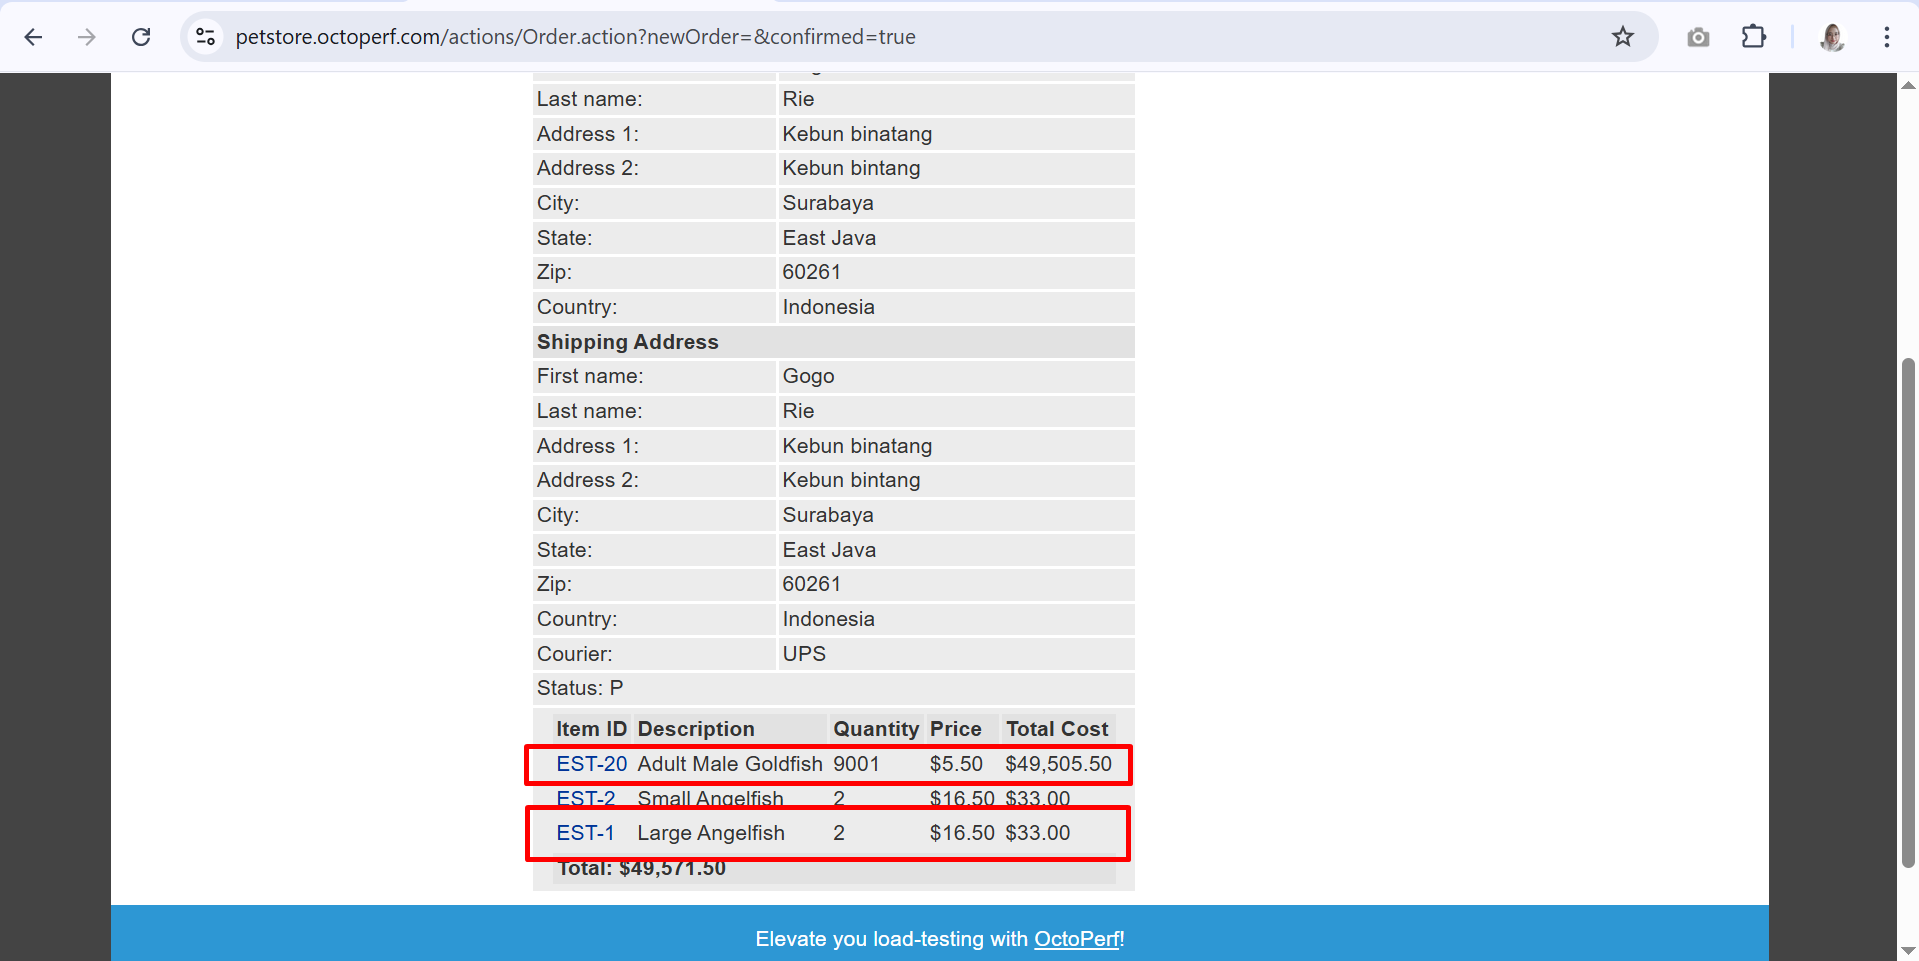 petstore.octoperf.com/actions/Order.action?newOrder=&confirmed=true
Last name: Rie
Address 1: Kebun binatang
Address 2: Kebun bintang
City: Surabaya
State: East Java
Zip: 60261
Country: Indonesia
Shipping Address
First name: Gogo
Last name: Rie
Address 1: Kebun binatang
Address 2: Kebun bintang
City: Surabaya
State: East Java
Zip: 60261
Country: Indonesia
Courier: UPS
Status: P
Item ID Description Quantity Price Total Cost
EST-20 Adult Male Goldfish 9001 $5.50 $49,505.50
EST-2 Small Angelfish 2 $16.50 $33.00
EST-1 Large Angelfish 2 $16.50 $33.00
Total: $49,571.50
Elevate you load-testing with OctoPerf!